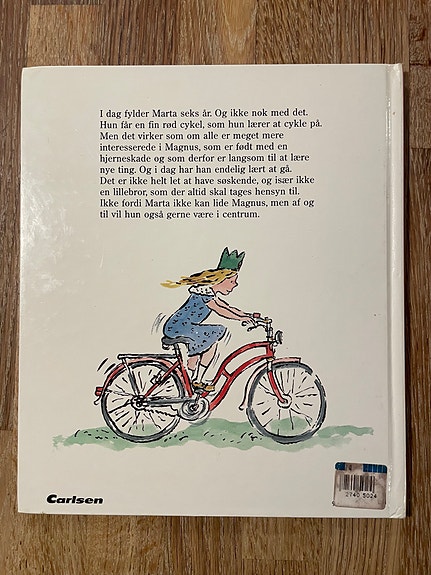 I dag fylder Marta seks år. Og ikke nok med det.
Hun får en fin rød cykel, som hun lærer at cykle på.
Men det virker som om alle er meget mere
interesserede i Magnus, som er født med en
hjerneskade og som derfor er langsom til at lære
nye ting. Og i dag har han endelig lært at gå.
Det er ikke helt let at have søskende, og især ikke
en lillebror, som der altid skal tages hensyn til.
Ikke fordi Marta ikke kan lide Magnus, men af og
til vil hun også gerne være i centrum.
Carlsen
2740 5024